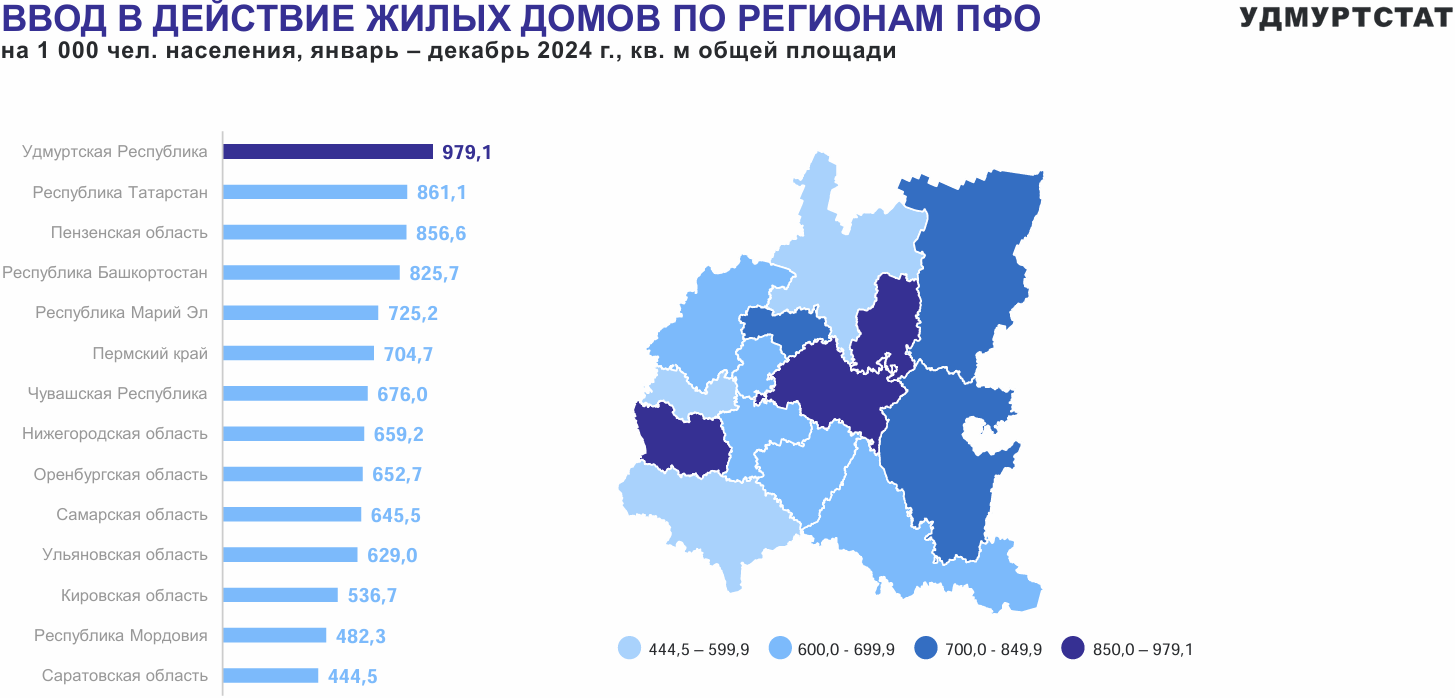 ВВОД В ДЕЙСТВИЕ ЖИЛЫХ ДОМОВ ПО РЕГИОНАМ ПФО
УДМУРТСТАТ
на 1 000 чел. населения, январь – декабрь 2024 г., кв. м общей площади
Удмуртская Республика 979,1
Республика Татарстан 861,1
Пензенская область 856,6
Республика Башкортостан 825,7
Республика Марий Эл 725,2
Пермский край 704,7
Чувашская Республика 676,0
Нижегородская область 659,2
Оренбургская область 652,7
Самарская область 645,5
Ульяновская область 629,0
Кировская область 536,7
Республика Мордовия 482,3
Саратовская область 444,5
444,5 – 599,9 600,0 - 699,9 700,0 - 849,9 850,0 – 979,1